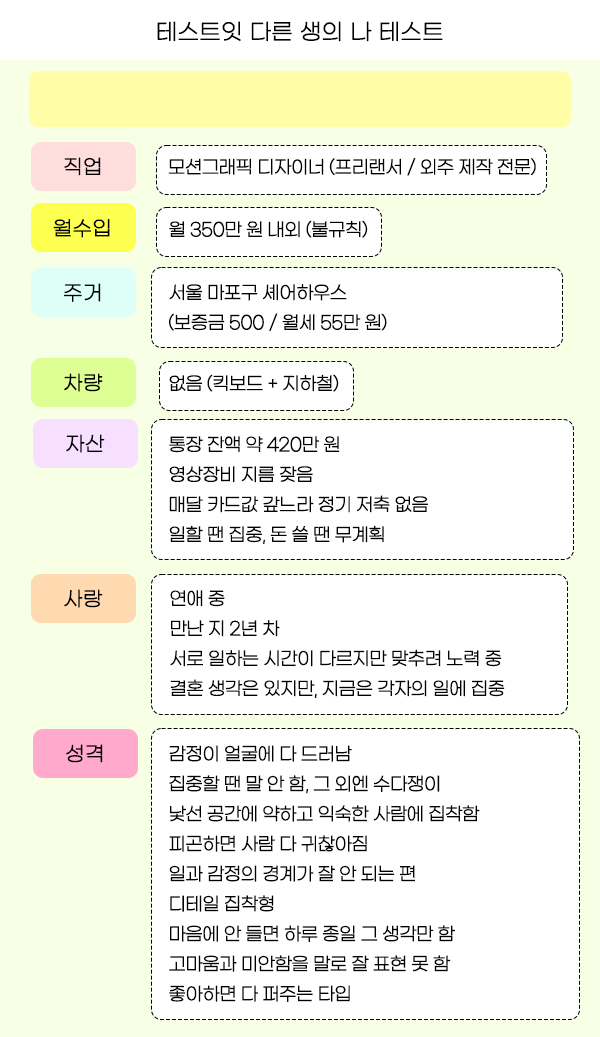 테스트잇 다른 생의 나 테스트
직업
모션그래픽 디자이너 (프리랜서 / 외주 제작 전문)
월수입
월 350만 원 내외 (불규칙)
주거
서울 마포구 셰어하우스
(보증금 500 / 월세 55만 원)
차량
없음 (킥보드 + 지하철)
자산
통장 잔액 약 420만 원
영상장비 지름 잦음
매달 카드값 갚느라 정기 저축 없음
일할 땐 집중, 돈 쓸 땐 무계획
사랑
연애 중
만난 지 2년 차
서로 일하는 시간이 다르지만 맞추려 노력 중
결혼 생각은 있지만, 지금은 각자의 일에 집중
성격
감정이 얼굴에 다 드러남
집중할 땐 말 안 함, 그 외엔 수다쟁이
낯선 공간에 약하고 익숙한 사람에 집착함
피곤하면 사람 다 귀찮아짐
일과 감정의 경계가 잘 안 되는 편
디테일 집착형
마음에 안 들면 하루 종일 그 생각만 함
고마움과 미안함을 말로 잘 표현 못 함
좋아하면 다 퍼주는 타입